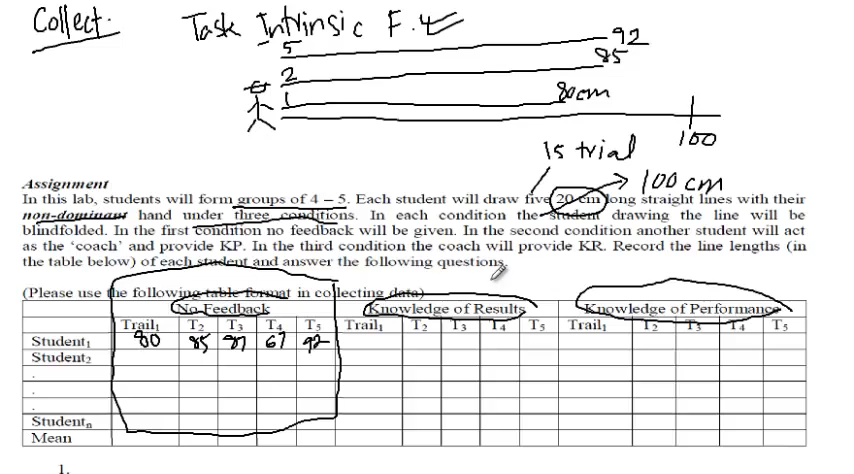 Collect. Task Intrinsic F.
5 92
2 85
1 80cm
100
15 trial
100 cm
Assignment
In this lab, students will form groups of 4 – 5. Each student will draw five 20 cm long straight lines with their
non-dominant hand under three conditions. In each condition the student drawing the line will be
blindfolded. In the first condition no feedback will be given. In the second condition another student will act
as the ‘coach’ and provide KP. In the third condition the coach will provide KR. Record the line lengths (in
the table below) of each student and answer the following questions.
(Please use the following table format in collecting data)
No Feedback Knowledge of Results Knowledge of Performance
Trail1 T2 T3 T4 T5 Trail1 T2 T3 T4 T5 Trail1 T2 T3 T4 T5
Student1 80 85 87 67 92
Student2
.
.
.
Studentn
Mean
1.